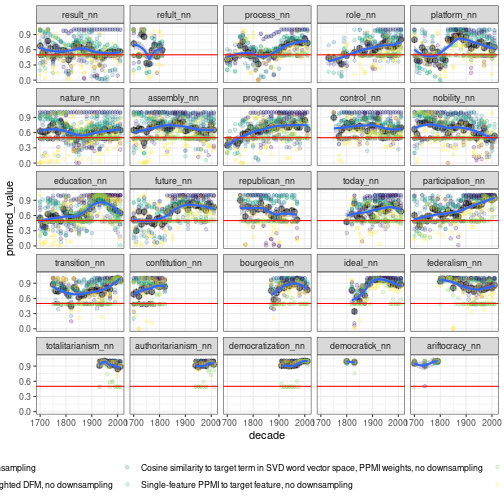 result_nn refult_nn process_nn role_nn platform_nn
0.9
0.6
0.3
0.0
nature_nn assembly_nn progress_nn control_nn nobility_nn
0.9
0.6
0.3
0.0
education_nn future_nn republican_nn today_nn participation_nn
0.9
0.6
0.3
0.0
transition_nn conftitution_nn bourgeois_nn ideal_nn federalism_nn
0.9
0.6
0.3
0.0
totalitarianism_nn authoritarianism_nn democratization_nn democratick_nn ariftocracy_nn
0.9
0.6
0.3
0.0
pnormed_value
1700 1800 1900 2000 1700 1800 1900 2000 1700 1800 1900 2000 1700 1800 1900 2000 1700 1800 1900 2000
decade
sampling Cosine similarity to target term in SVD word vector space, PPMI weights, no downsampling
ghted DFM, no downsampling Single-feature PPMI to target feature, no downsampling